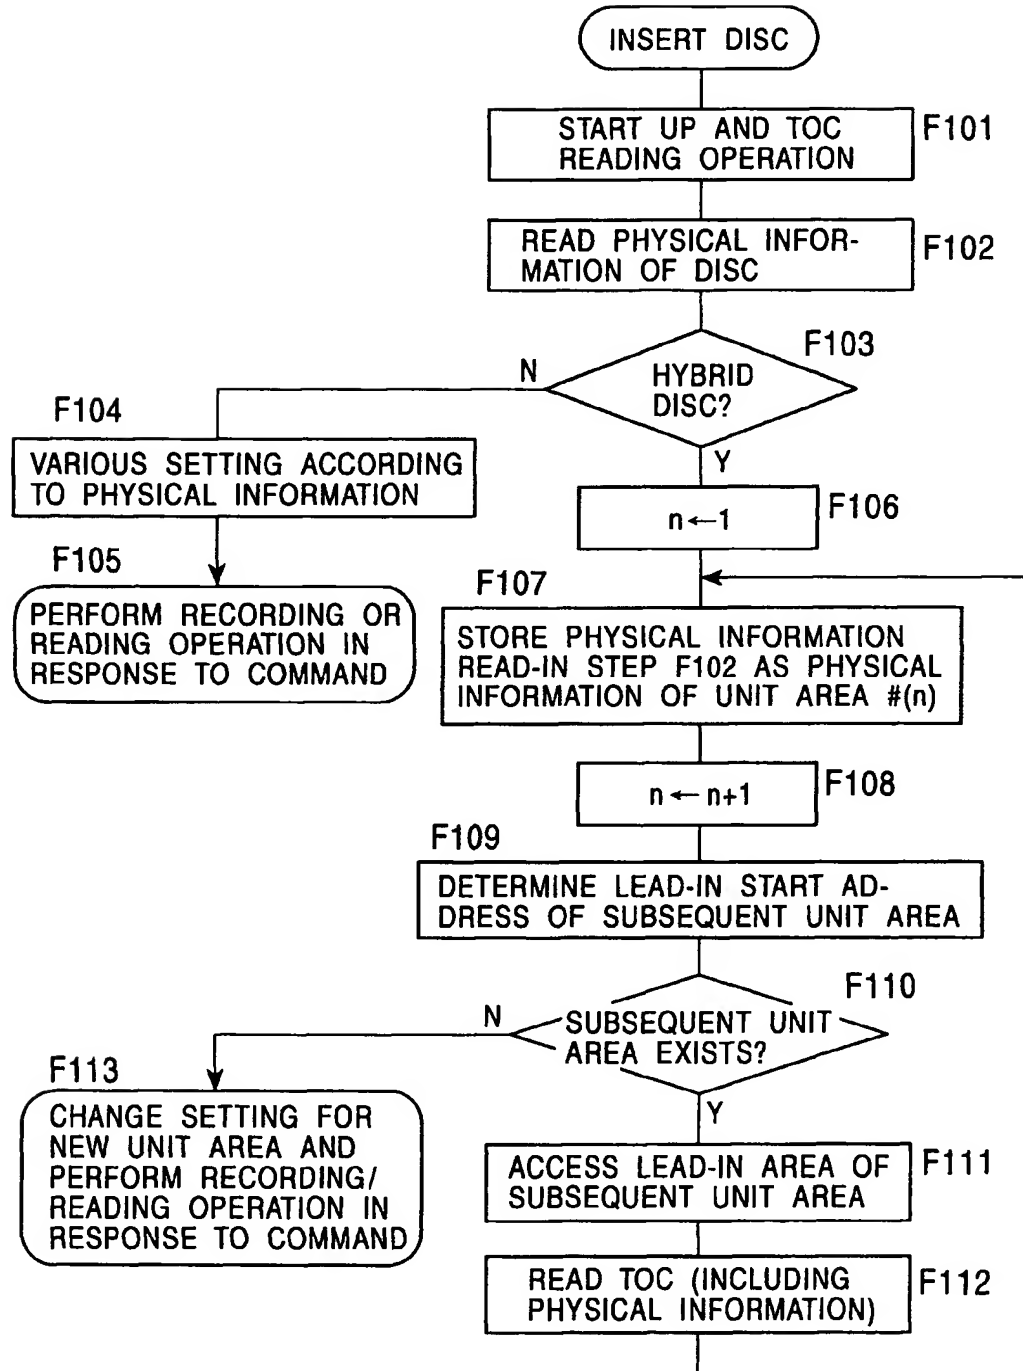 INSERT DISC
START UP AND TOC
READING OPERATION
F101
READ PHYSICAL INFOR-
MATION OF DISC
F102
F103
HYBRID
DISC?
N
Y
F104
VARIOUS SETTING ACCORDING
TO PHYSICAL INFORMATION
F105
PERFORM RECORDING OR
READING OPERATION IN
RESPONSE TO COMMAND
n←1
F106
F107
STORE PHYSICAL INFORMATION
READ-IN STEP F102 AS PHYSICAL
INFORMATION OF UNIT AREA #(n)
n←n+1
F108
F109
DETERMINE LEAD-IN START AD-
DRESS OF SUBSEQUENT UNIT AREA
F110
SUBSEQUENT UNIT
AREA EXISTS?
N
Y
F113
CHANGE SETTING FOR
NEW UNIT AREA AND
PERFORM RECORDING/
READING OPERATION IN
RESPONSE TO COMMAND
ACCESS LEAD-IN AREA OF
SUBSEQUENT UNIT AREA
F111
READ TOC (INCLUDING
PHYSICAL INFORMATION)
F112